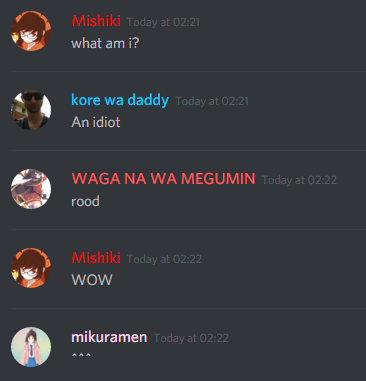 Mishiki Today at 02:21
what am i?
kore wa daddy Today at 02:21
An idiot
WAGA NA WA MEGUMIN Today at 02:22
rood
Mishiki Today at 02:22
WOW
mikuramen Today at 02:22
^^^